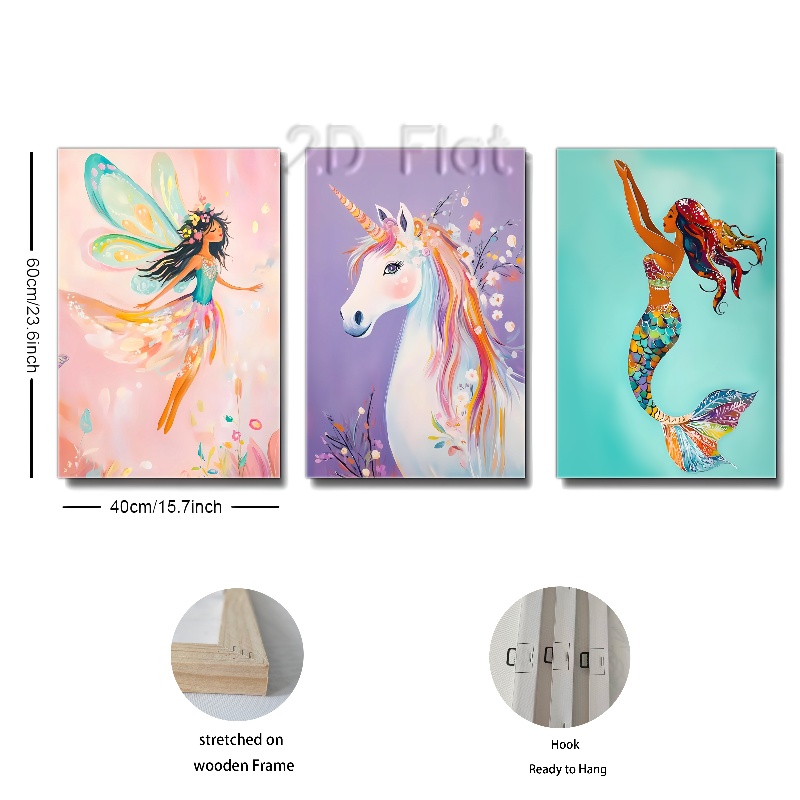 2D Flat
60cm/23.6inch
40cm/15.7inch
stretched on
wooden Frame
Hook
Ready to Hang